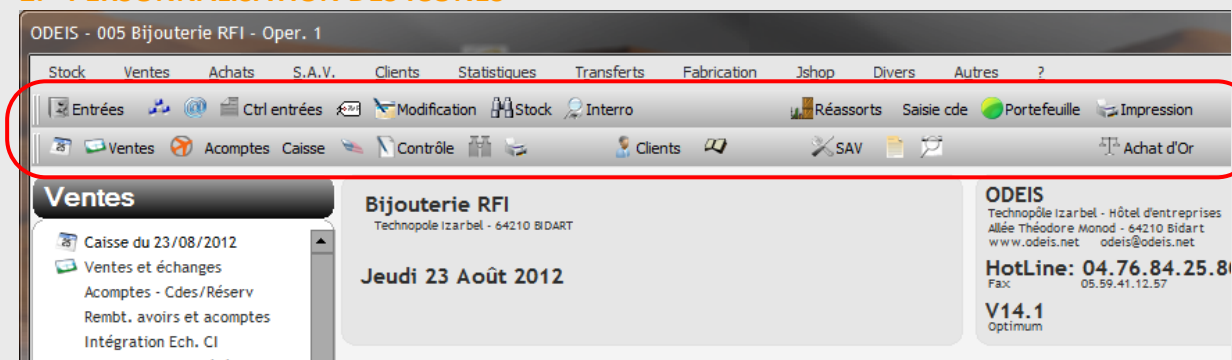 ODEIS - 005 Bijouterie RFI - Oper. 1
Stock Ventes Achats S.A.V. Clients Statistiques Transferts Fabrication Jshop Divers Autres ?
Entrées Ctrl entrées Modification Stock Interro Réassorts Saisie cde Portefeuille Impression
Ventes Acomptes Caisse Contrôle Clients SAV Achat d'Or
Ventes
Caisse du 23/08/2012
Ventes et échanges
Acomptes - Cdes/Réserv
Rembt. avoirs et acomptes
Intégration Ech. CI
Bijouterie RFI
Technopole Izarbel - 64210 BIDART
Jeudi 23 Août 2012
ODEIS
Technopôle Izarbel - Hôtel d'entreprises
Allée Théodore Monod - 64210 Bidart
www.odeis.net odeis@odeis.net
HotLine: 04.76.84.25.8
Fax 05.59.41.12.57
V14.1
Optimum